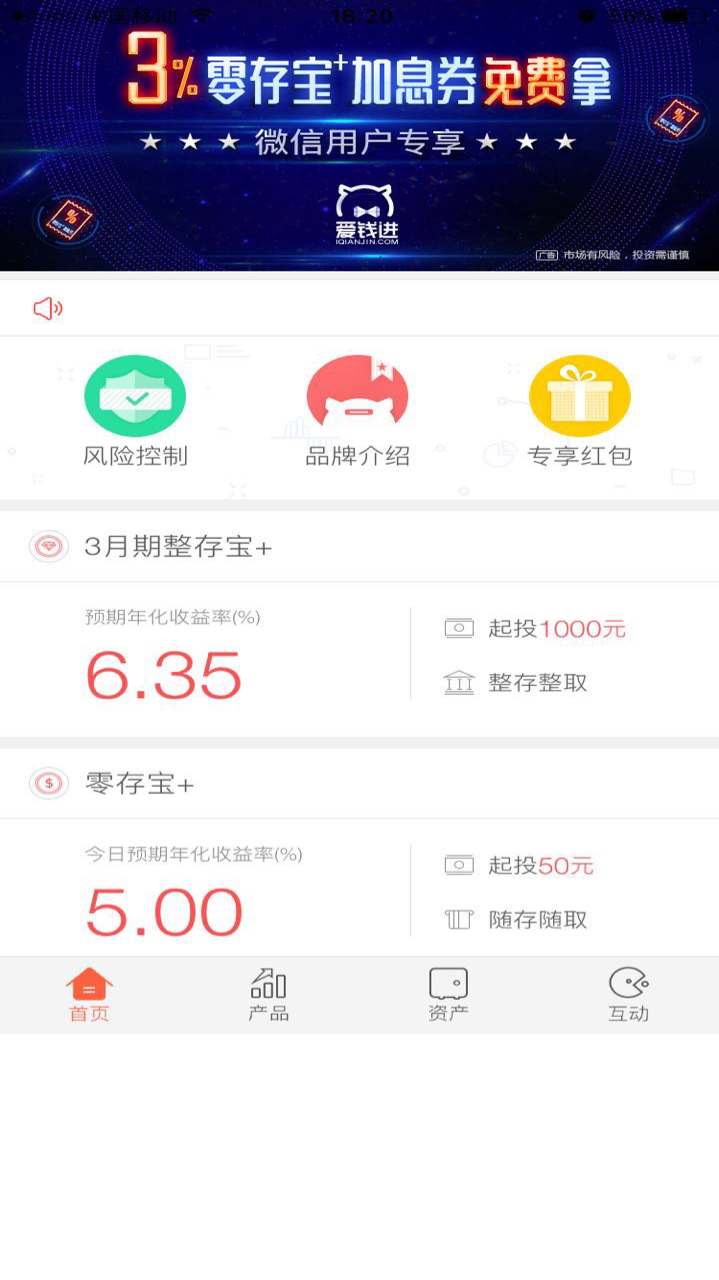 中国移动 18:20 56%
3%零存宝+加息券免费拿
★ ★ ★ 微信用户专享 ★ ★ ★
爱钱进
IQIANJIN.COM
广告 市场有风险，投资需谨慎
风险控制 品牌介绍 专享红包
3月期整存宝+
预期年化收益率(%)
6.35
起投1000元
整存整取
零存宝+
今日预期年化收益率(%)
5.00
起投50元
随存随取
首页 产品 资产 互动